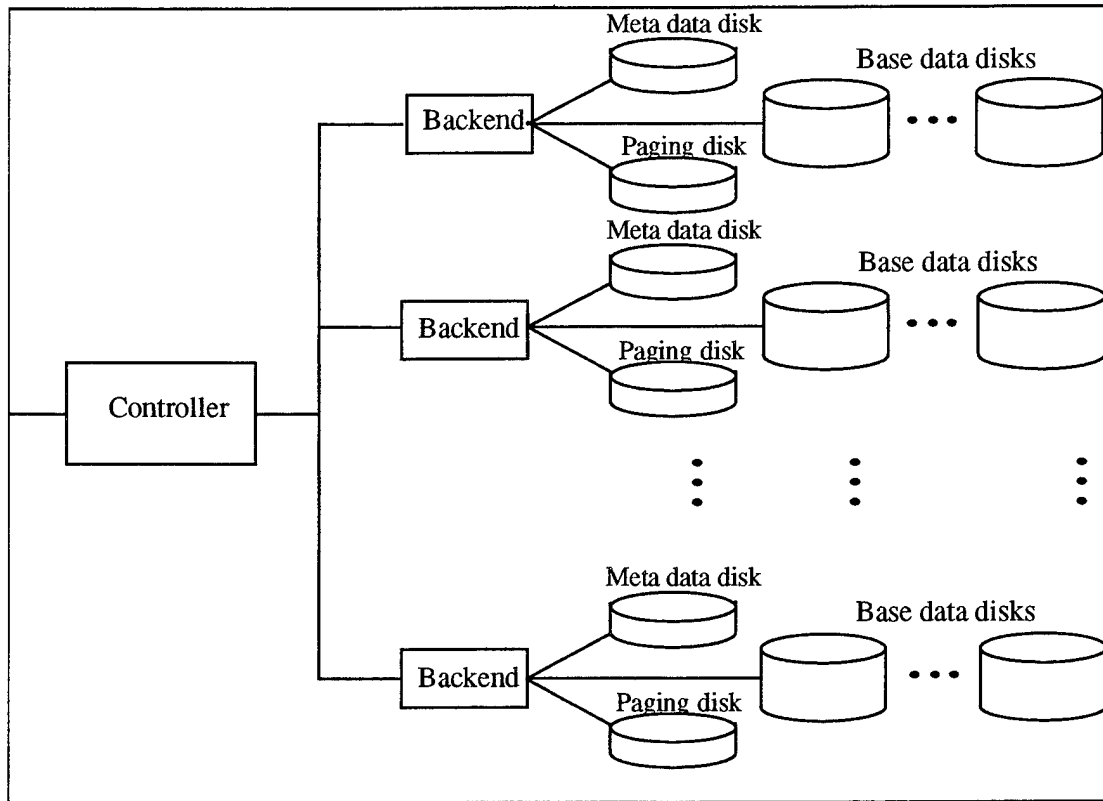 Meta data disk
Base data disks
Backend
Paging disk
Meta data disk
Base data disks
Backend
Paging disk
Controller
Meta data disk
Base data disks
Backend
Paging disk